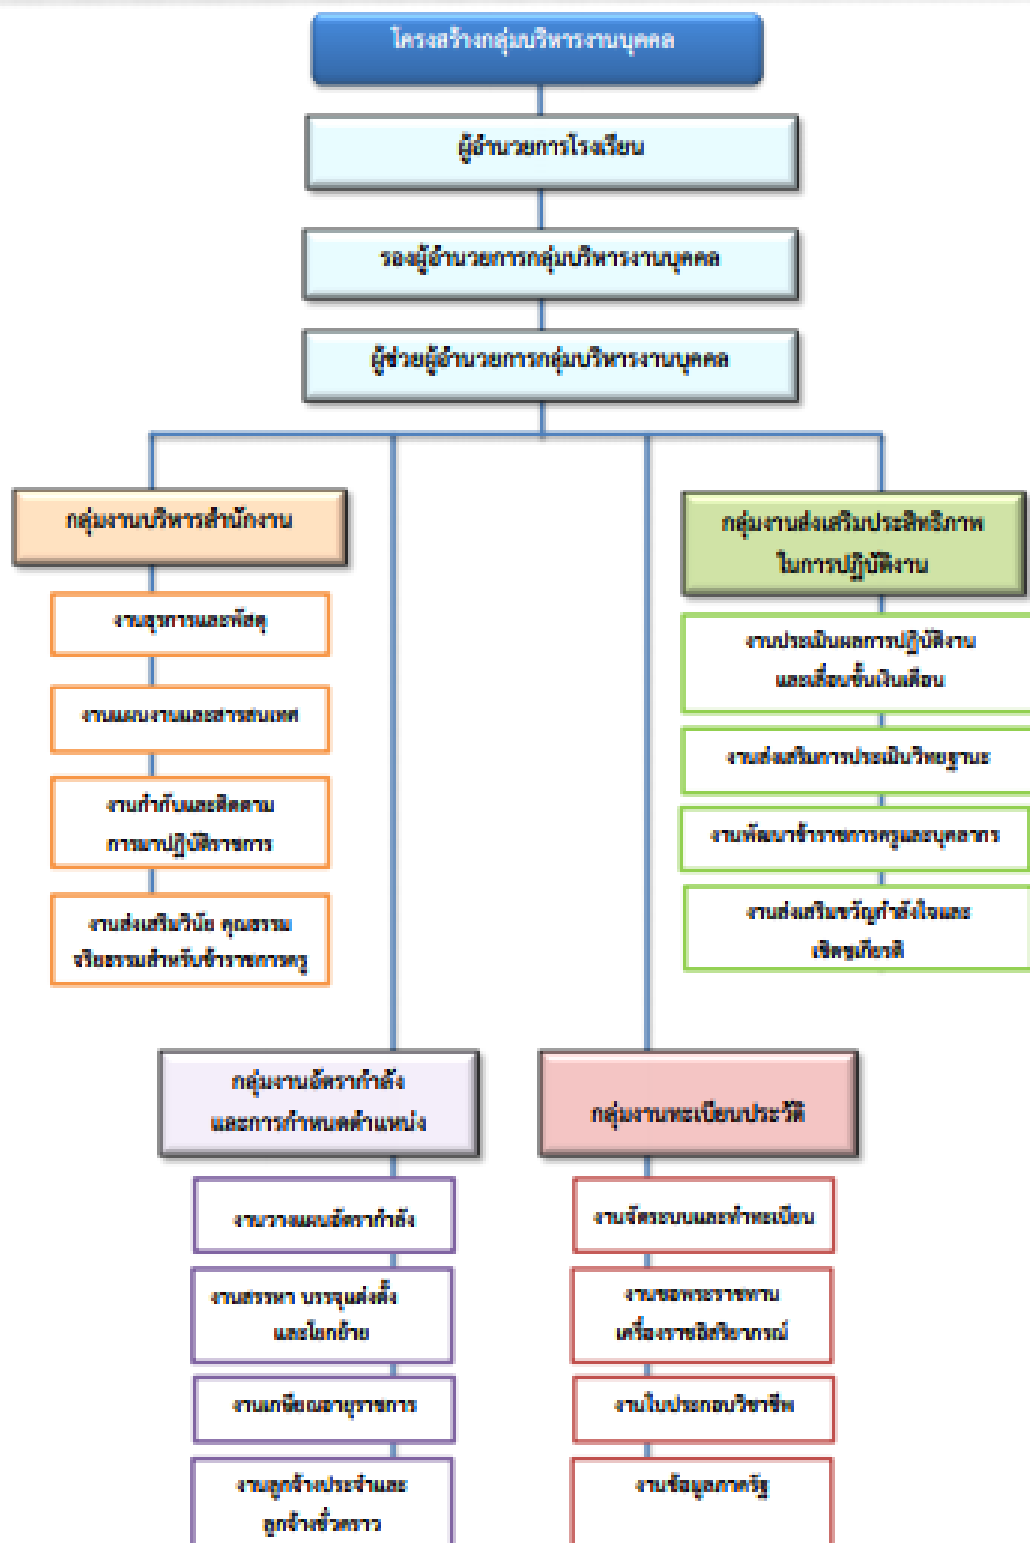 โครงสร้างกลุ่มบริหารงานบุคคล
ผู้อำนวยการโรงเรียน
รองผู้อำนวยการกลุ่มบริหารงานบุคคล
ผู้ช่วยผู้อำนวยการกลุ่มบริหารงานบุคคล
กลุ่มงานบริหารสำนักงาน
งานธุรการและพัสดุ
งานแผนงานและสารสนเทศ
งานกำกับและติดตาม
การมาปฏิบัติราชการ
งานส่งเสริมวินัย คุณธรรม
จริยธรรมสำหรับข้าราชการครู
กลุ่มงานส่งเสริมประสิทธิภาพ
ในการปฏิบัติงาน
งานประเมินผลการปฏิบัติงาน
และเลื่อนขั้นเงินเดือน
งานส่งเสริมการประเมินวิทยฐานะ
งานพัฒนาข้าราชการครูและบุคลากร
งานส่งเสริมขวัญกำลังใจและ
เชิดชูเกียรติ
กลุ่มงานอัตรากำลัง
และการกำหนดตำแหน่ง
งานวางแผนอัตรากำลัง
งานสรรหา บรรจุแต่งตั้ง
และโยกย้าย
งานเกษียณอายุราชการ
งานลูกจ้างประจำและ
ลูกจ้างชั่วคราว
กลุ่มงานทะเบียนประวัติ
งานจัดระบบและทำทะเบียน
งานขอพระราชทาน
เครื่องราชอิสริยาภรณ์
งานใบประกอบวิชาชีพ
งานข้อมูลภาครัฐ